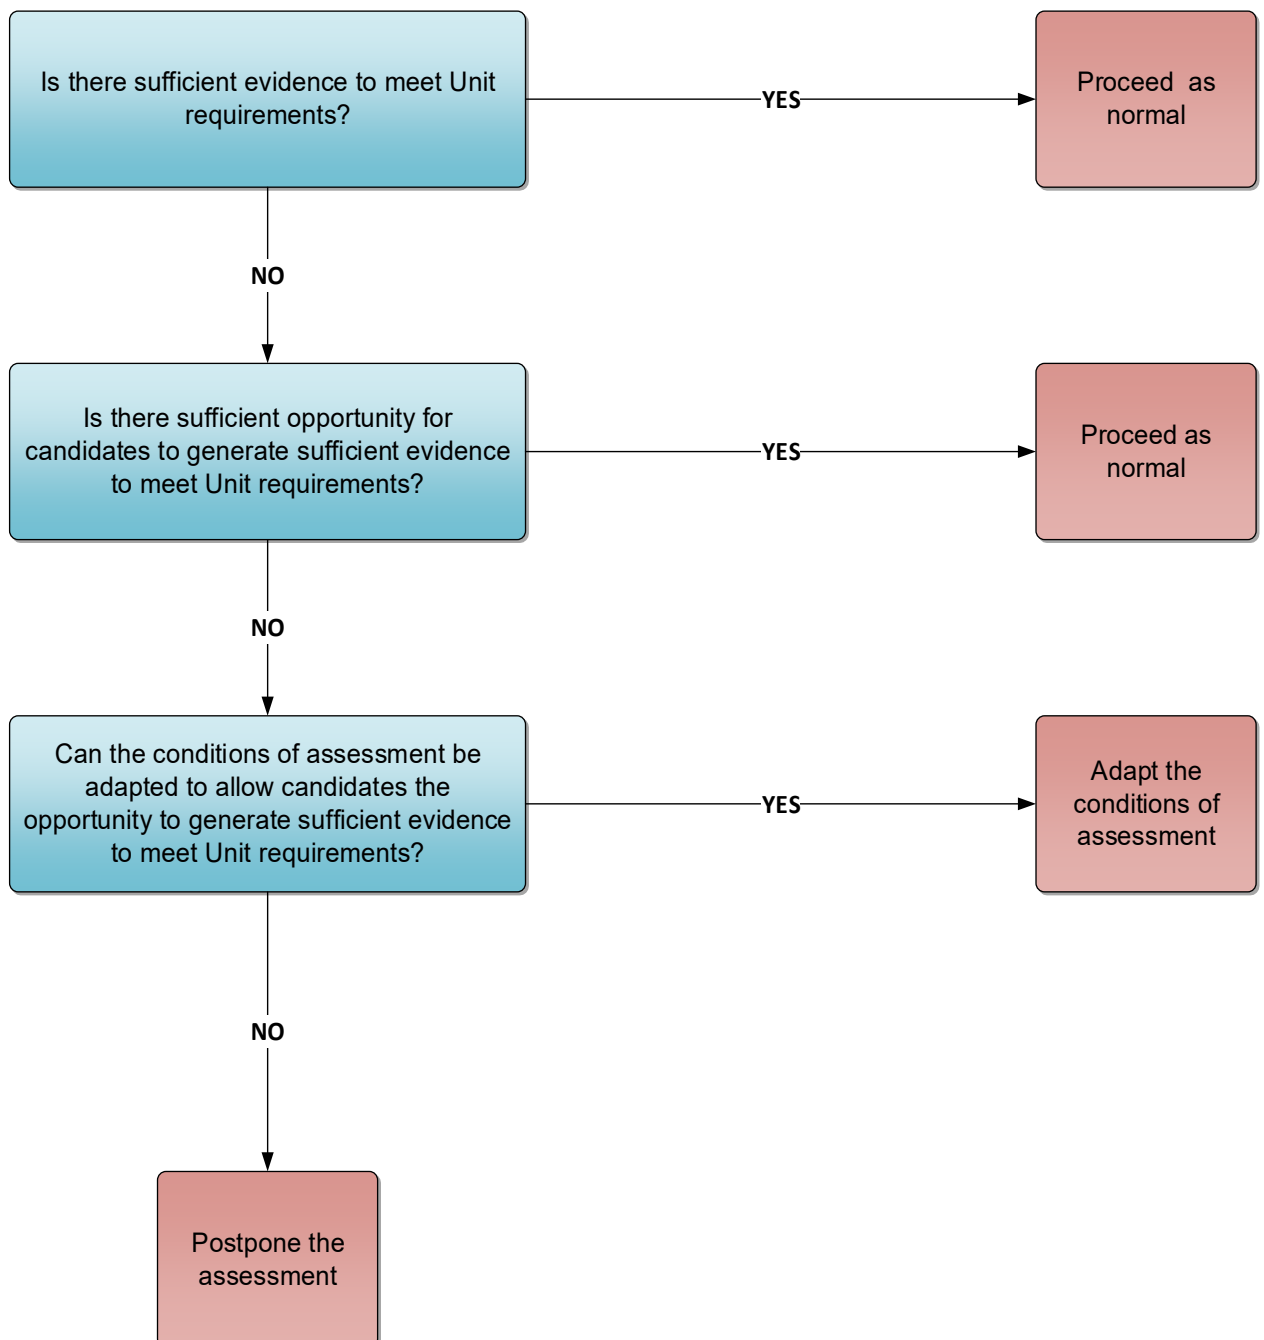 Is there sufficient evidence to meet Unit
requirements?
YES
Proceed as
normal
NO
Is there sufficient opportunity for
candidates to generate sufficient evidence
to meet Unit requirements?
YES
Proceed as
normal
NO
Can the conditions of assessment be
adapted to allow candidates the
opportunity to generate sufficient evidence
to meet Unit requirements?
YES
Adapt the
conditions of
assessment
NO
Postpone the
assessment